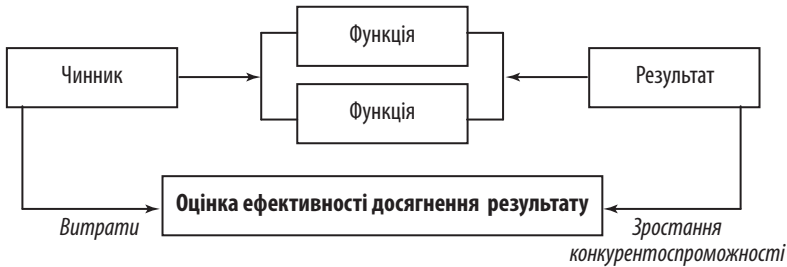 Функція
Чинник
Результат
Функція
Оцінка ефективності досягнення результату
Витрати
Зростання
конкурентоспроможності